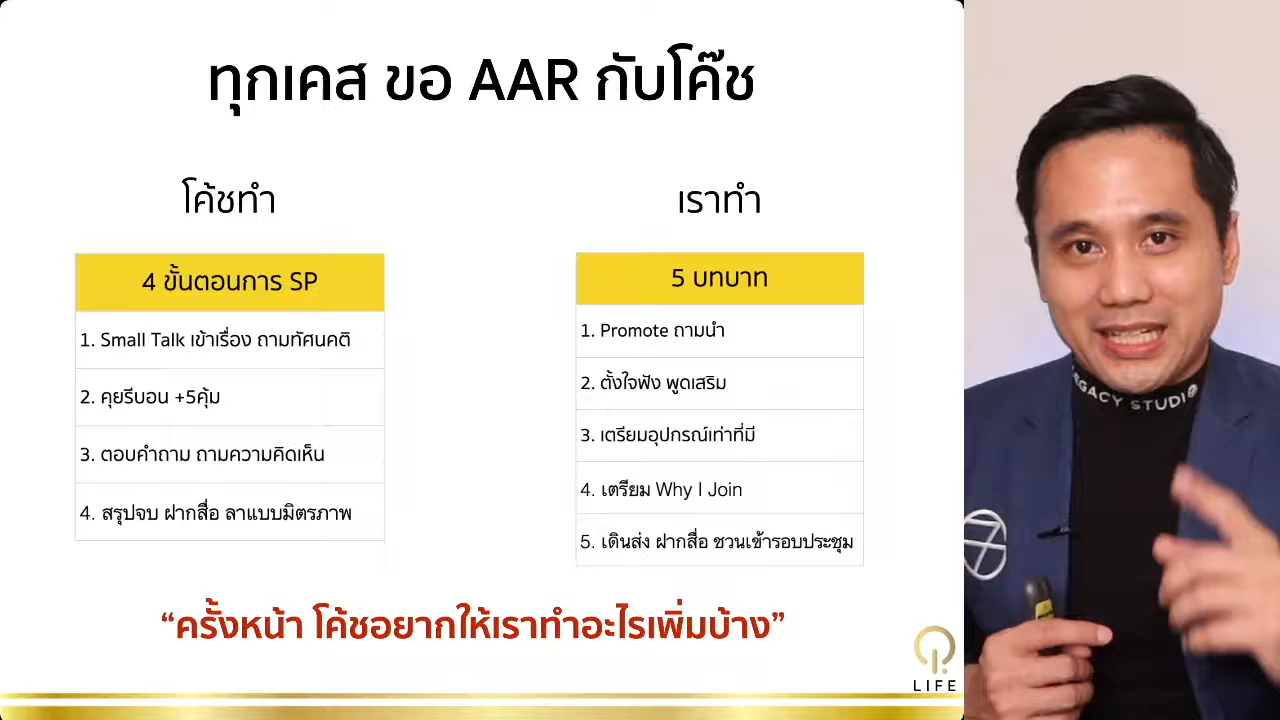 ทุกเคส ขอ AAR กับโค๊ช
โค้ชทำ
4 ขั้นตอนการ SP
1. Small Talk เข้าเรื่อง ถามทัศนคติ
2. คุยรีบอน +5คุ้ม
3. ตอบคำถาม ถามความคิดเห็น
4. สรุปจบ ฝากสื่อ ลาแบบมิตรภาพ
เราทำ
5 บทบาท
1. Promote ถามนำ
2. ตั้งใจฟัง พูดเสริม
3. เตรียมอุปกรณ์เท่าที่มี
4. เตรียม Why I Join
5. เดินส่ง ฝากสื่อ ชวนเข้ารอบประชุม
“ครั้งหน้า โค้ชอยากให้เราทำอะไรเพิ่มบ้าง”
LIFE
LEGACY STUDIO